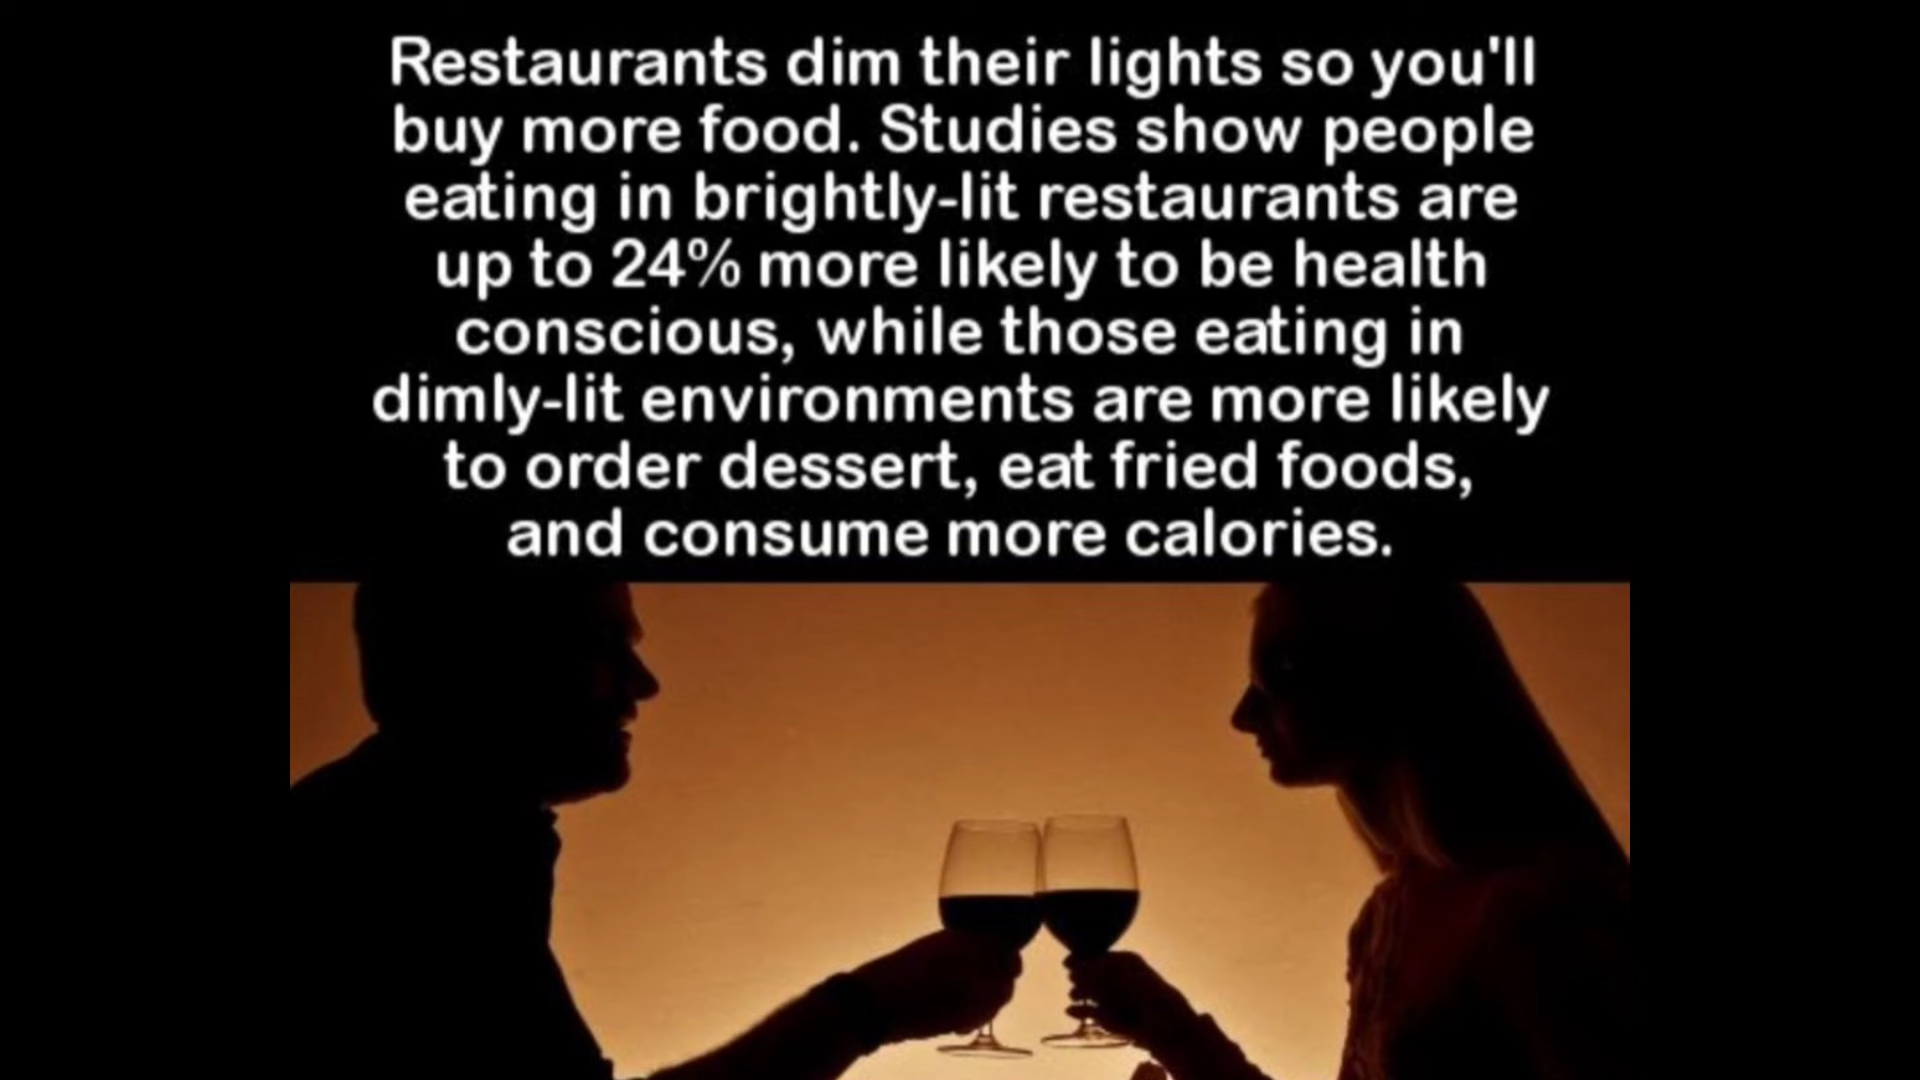 Restaurants dim their lights so you'll
buy more food. Studies show people
eating in brightly-lit restaurants are
up to 24% more likely to be health
conscious, while those eating in
dimly-lit environments are more likely
to order dessert, eat fried foods,
and consume more calories.